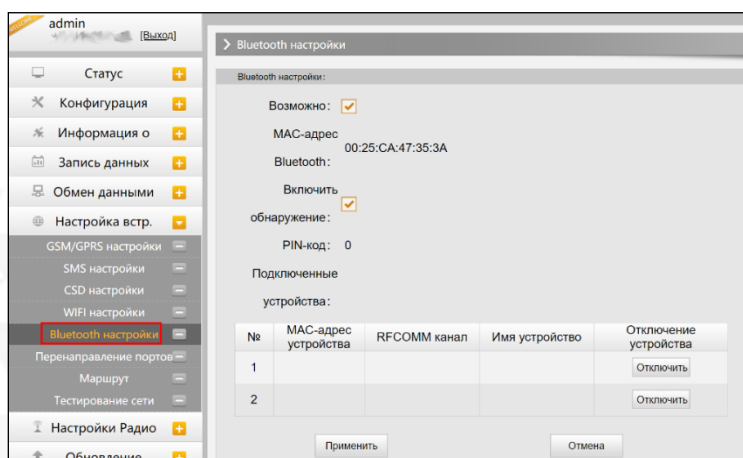 admin
[Выход]
Статус
Конфигурация
Информация о
Запись данных
Обмен данными
Настройка встр.
GSM/GPRS настройки
SMS настройки
CSD настройки
WIFI настройки
Bluetooth настройки
Перенаправление портов
Маршрут
Тестирование сети
Настройки Радио
Обновление
Bluetooth настройки
Bluetooth настройки:
Возможно:
MAC-адрес
Bluetooth:
00:25:CA:47:35:3A
Включить
обнаружение:
PIN-код: 0
Подключенные
устройства:
№ MAC-адрес устройства RFCOMM канал Имя устройство Отключение устройства
1 Отключить
2 Отключить
Применить Отмена